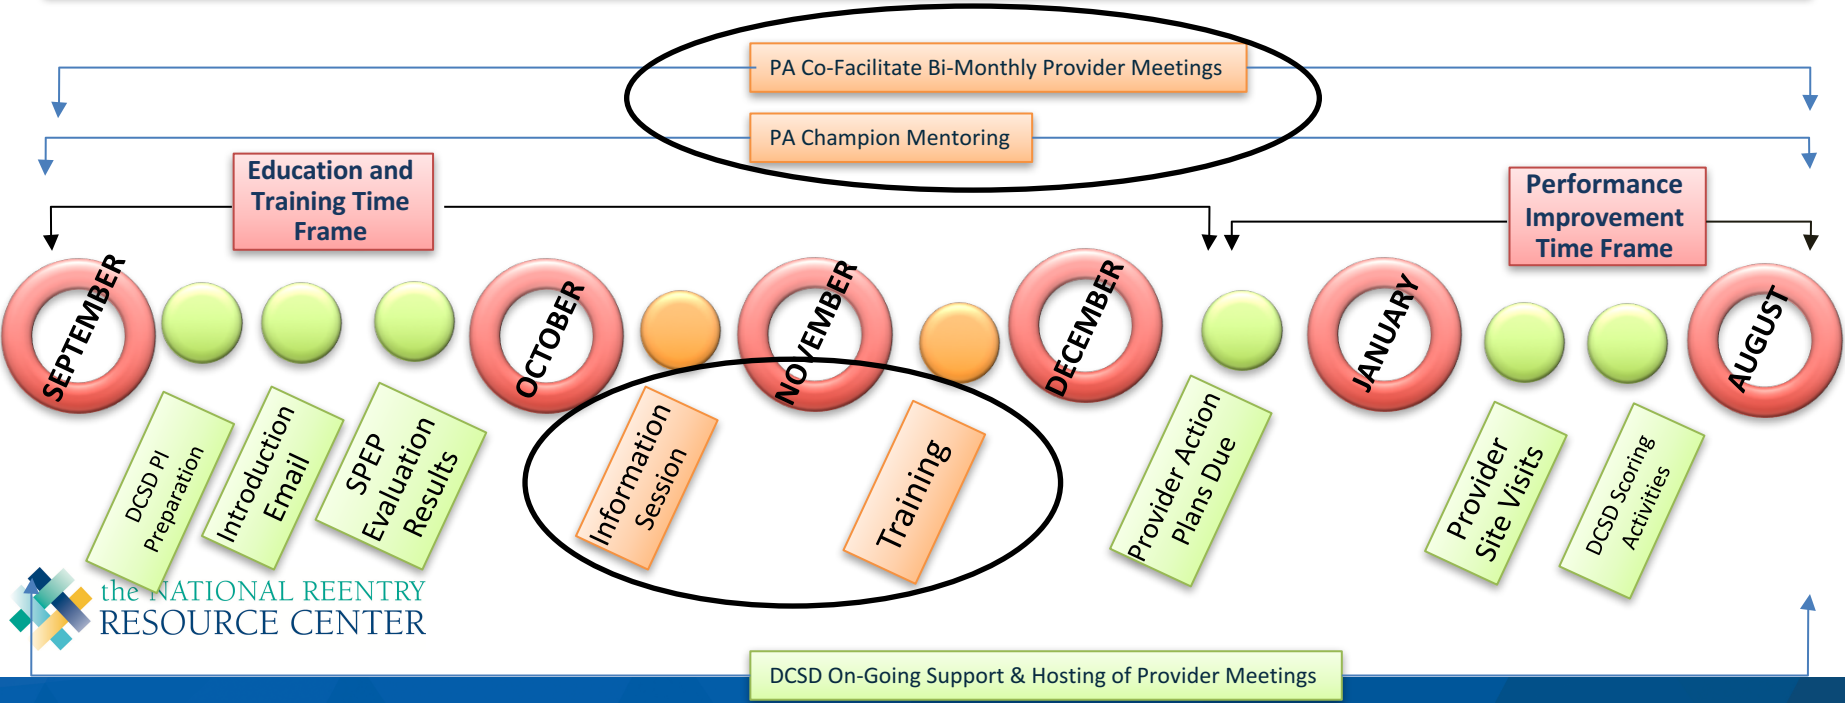 PA Co-Facilitate Bi-Monthly Provider Meetings
PA Champion Mentoring
Education and
Training Time
Frame
Performance
Improvement
Time Frame
SEPTEMBER
OCTOBER
NOVEMBER
DECEMBER
JANUARY
AUGUST
DCSD PI
Preparation
Introduction
Email
SPEP
Evaluation
Results
Information
Session
Training
Provider Action
Plans Due
Provider
Site Visits
DCSD Scoring
Activities
the NATIONAL REENTRY
RESOURCE CENTER
DCSD On-Going Support & Hosting of Provider Meetings